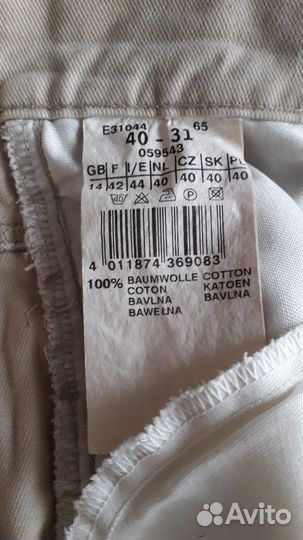 E31044 65
40 - 31
059543
GB F I/E NL CZ SK PL
14 42 44 40 40 40 40
40 P
4 011874 369083
100% BAUMWOLLE COTTON
COTON KATOEN
BAVLNA BAVLNA
BAWEŁNA
Avito